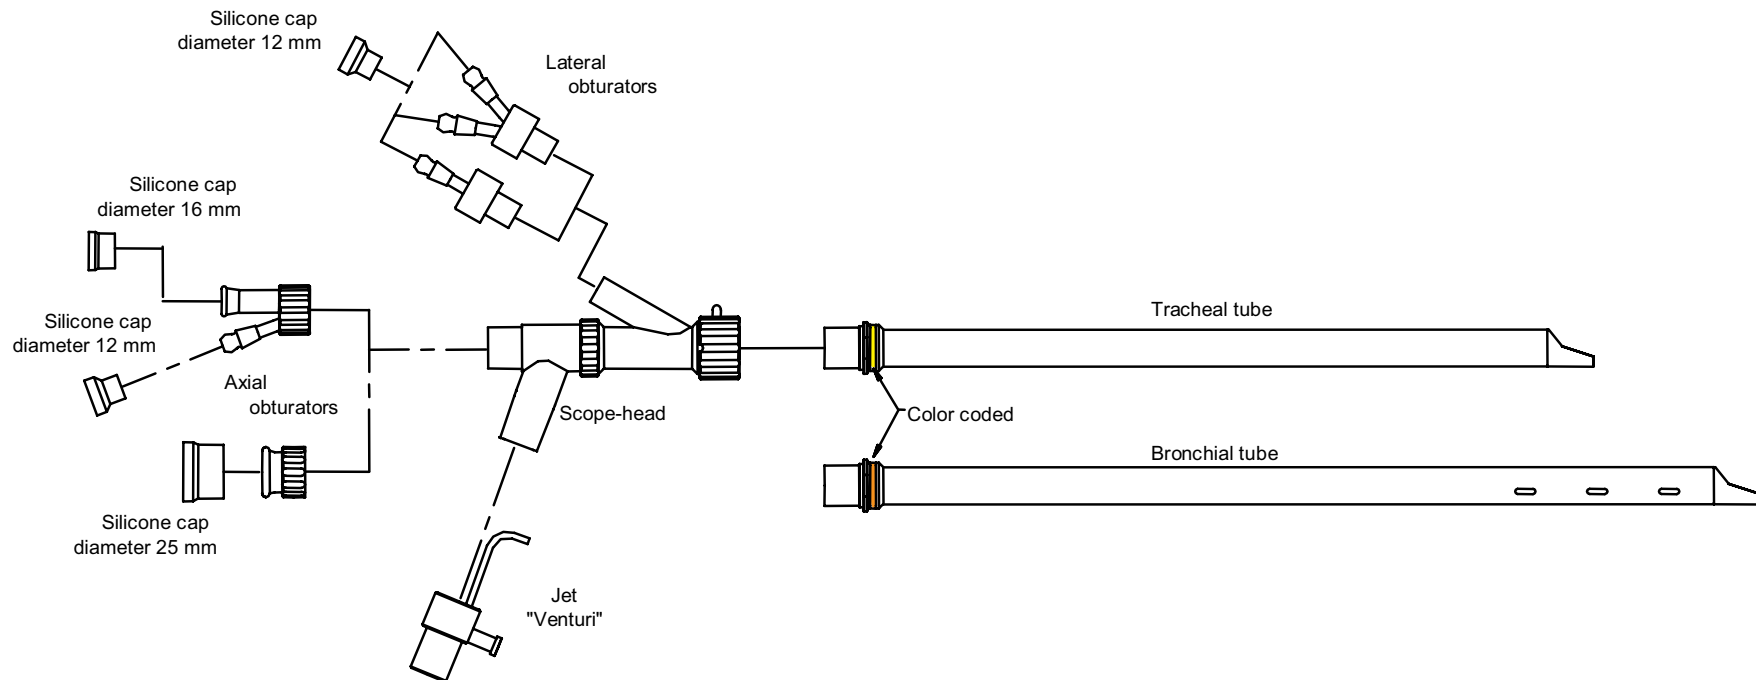 Silicone cap
diameter 12 mm
Lateral
obturators
Silicone cap
diameter 16 mm
Silicone cap
diameter 12 mm
Axial
obturators
Silicone cap
diameter 25 mm
Scope-head
Jet
"Venturi"
Tracheal tube
Color coded
Bronchial tube